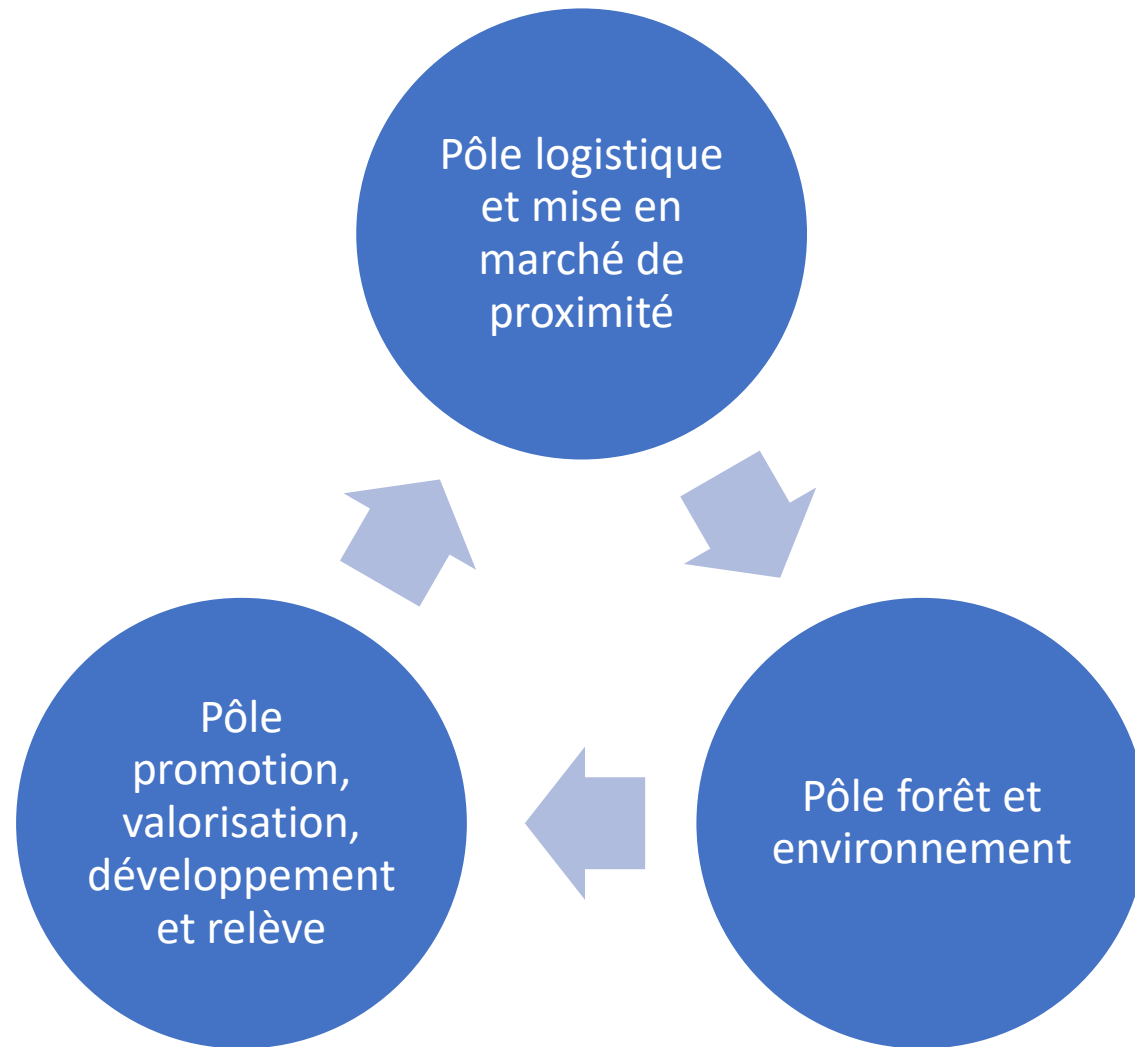 Pôle logistique
et mise en
marché de
proximité
Pôle forêt et
environnement
Pôle
promotion,
valorisation,
développement
et relève